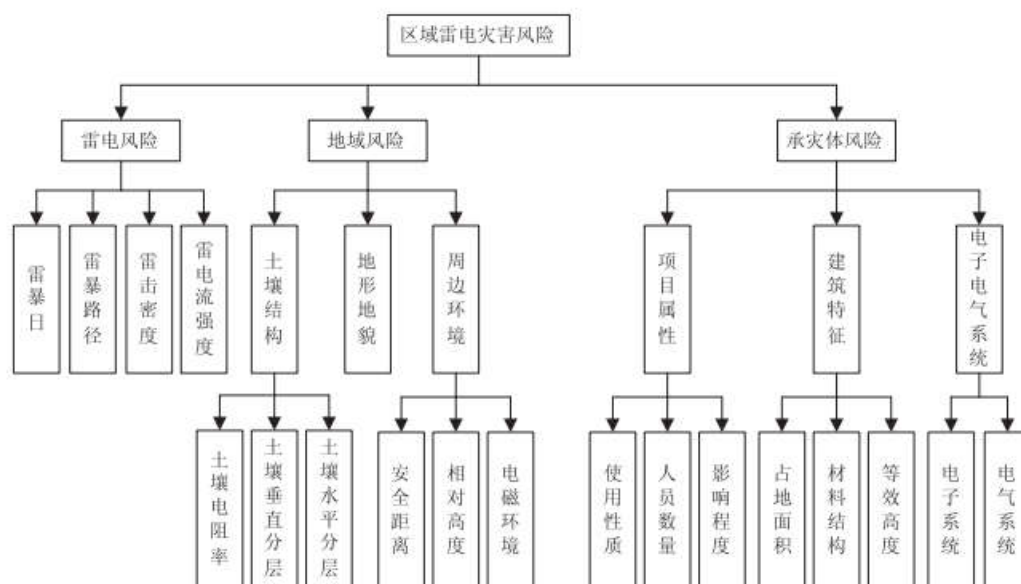 区域雷电灾害风险
雷电风险
地域风险
承灾体风险
雷暴日
雷暴路径
雷击密度
雷电流强度
土壤结构
地形地貌
周边环境
项目属性
建筑特征
电子电气系统
土壤电阻率
土壤垂直分层
土壤水平分层
安全距离
相对高度
电磁环境
使用性质
人员数量
影响程度
占地面积
材料结构
等效高度
电子系统
电气系统